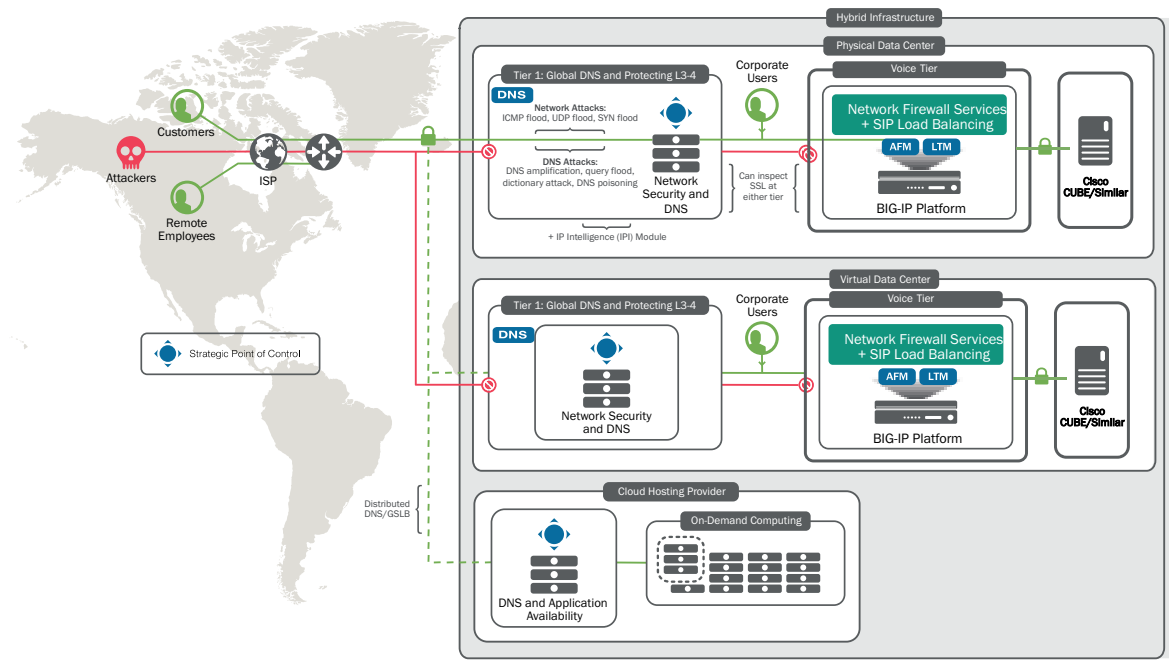 Hybrid Infrastructure
Physical Data Center
Tier 1: Global DNS and Protecting L3-4
DNS
Network Attacks:
ICMP flood, UDP flood, SYN flood
DNS Attacks:
DNS amplification, query flood,
dictionary attack, DNS poisoning
Network
Security and
DNS
+ IP Intelligence (IPI) Module
Corporate
Users
Can inspect
SSL at
either tier
Voice Tier
Network Firewall Services
+ SIP Load Balancing
AFM
LTM
BIG-IP Platform
Cisco
CUBE/Similar
Customers
Attackers
ISP
Remote
Employees
Strategic Point of Control
Virtual Data Center
Tier 1: Global DNS and Protecting L3-4
DNS
Network Security
and DNS
Corporate
Users
Voice Tier
Network Firewall Services
+ SIP Load Balancing
AFM
LTM
BIG-IP Platform
Cisco
CUBE/Similar
Distributed
DNS/GSLB
Cloud Hosting Provider
DNS and Application
Availability
On-Demand Computing